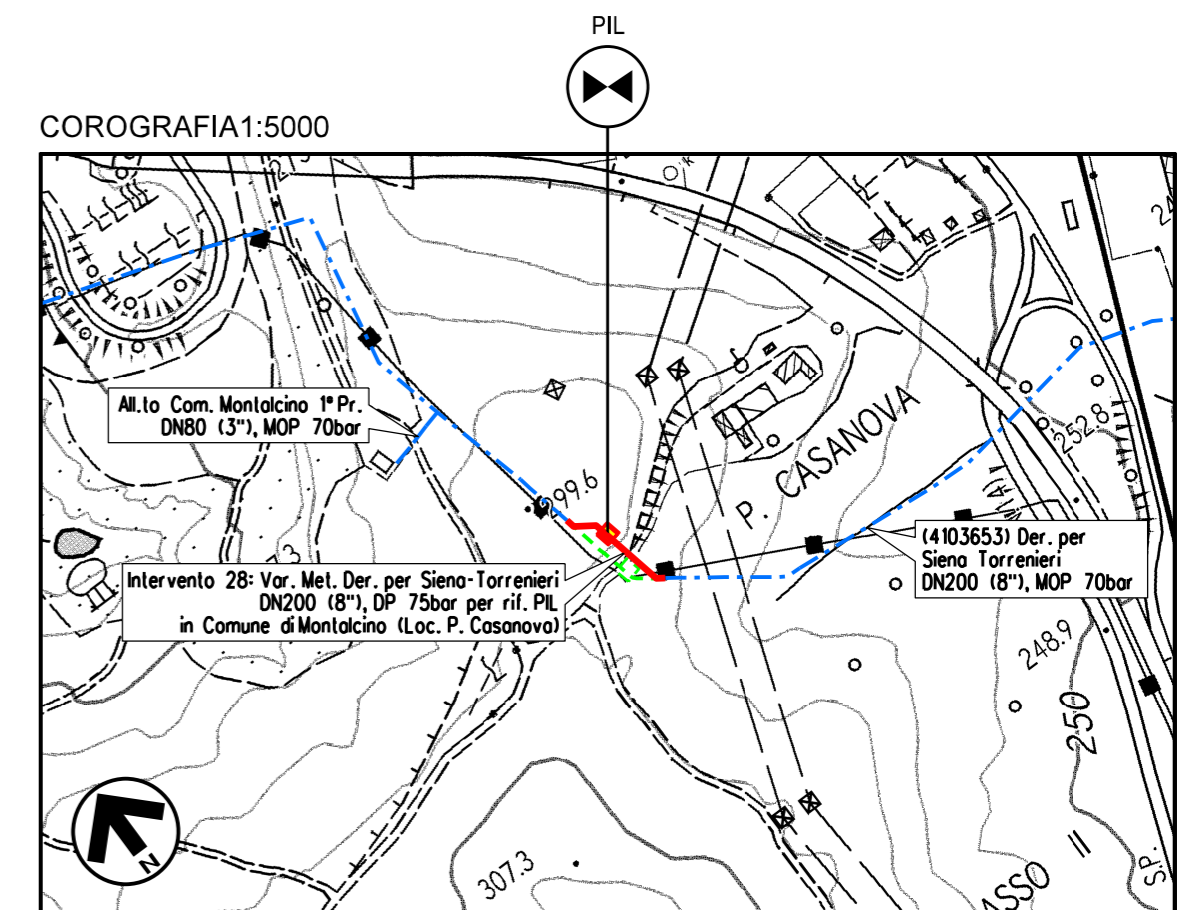 PIL
COROGRAFIA1:5000
All.to Com. Montalcino 1° Pr.
DN80 (3"), MOP 70bar
299.6
P. CASANOVA
252.8
(4103653) Der. per
Siena Torrenieri
DN200 (8"), MOP 70bar
Intervento 28: Var. Met. Der. per Siena-Torrenieri
DN200 (8"), DP 75bar per rif. PIL
in Comune di Montalcino (Loc. P. Casanova)
248.9
250
N
307.3
ASSO
II
S.P.